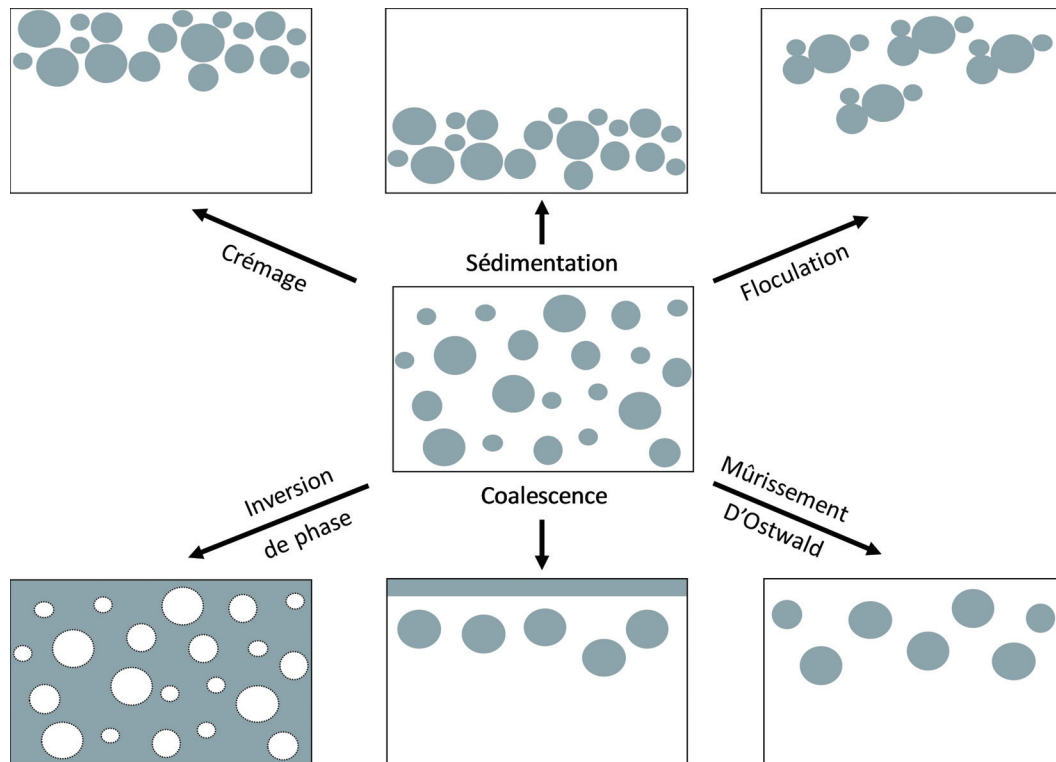 Crémage
Sédimentation
Floculation
Inversion
de phase
Coalescence
Mûrissement
D'Ostwald